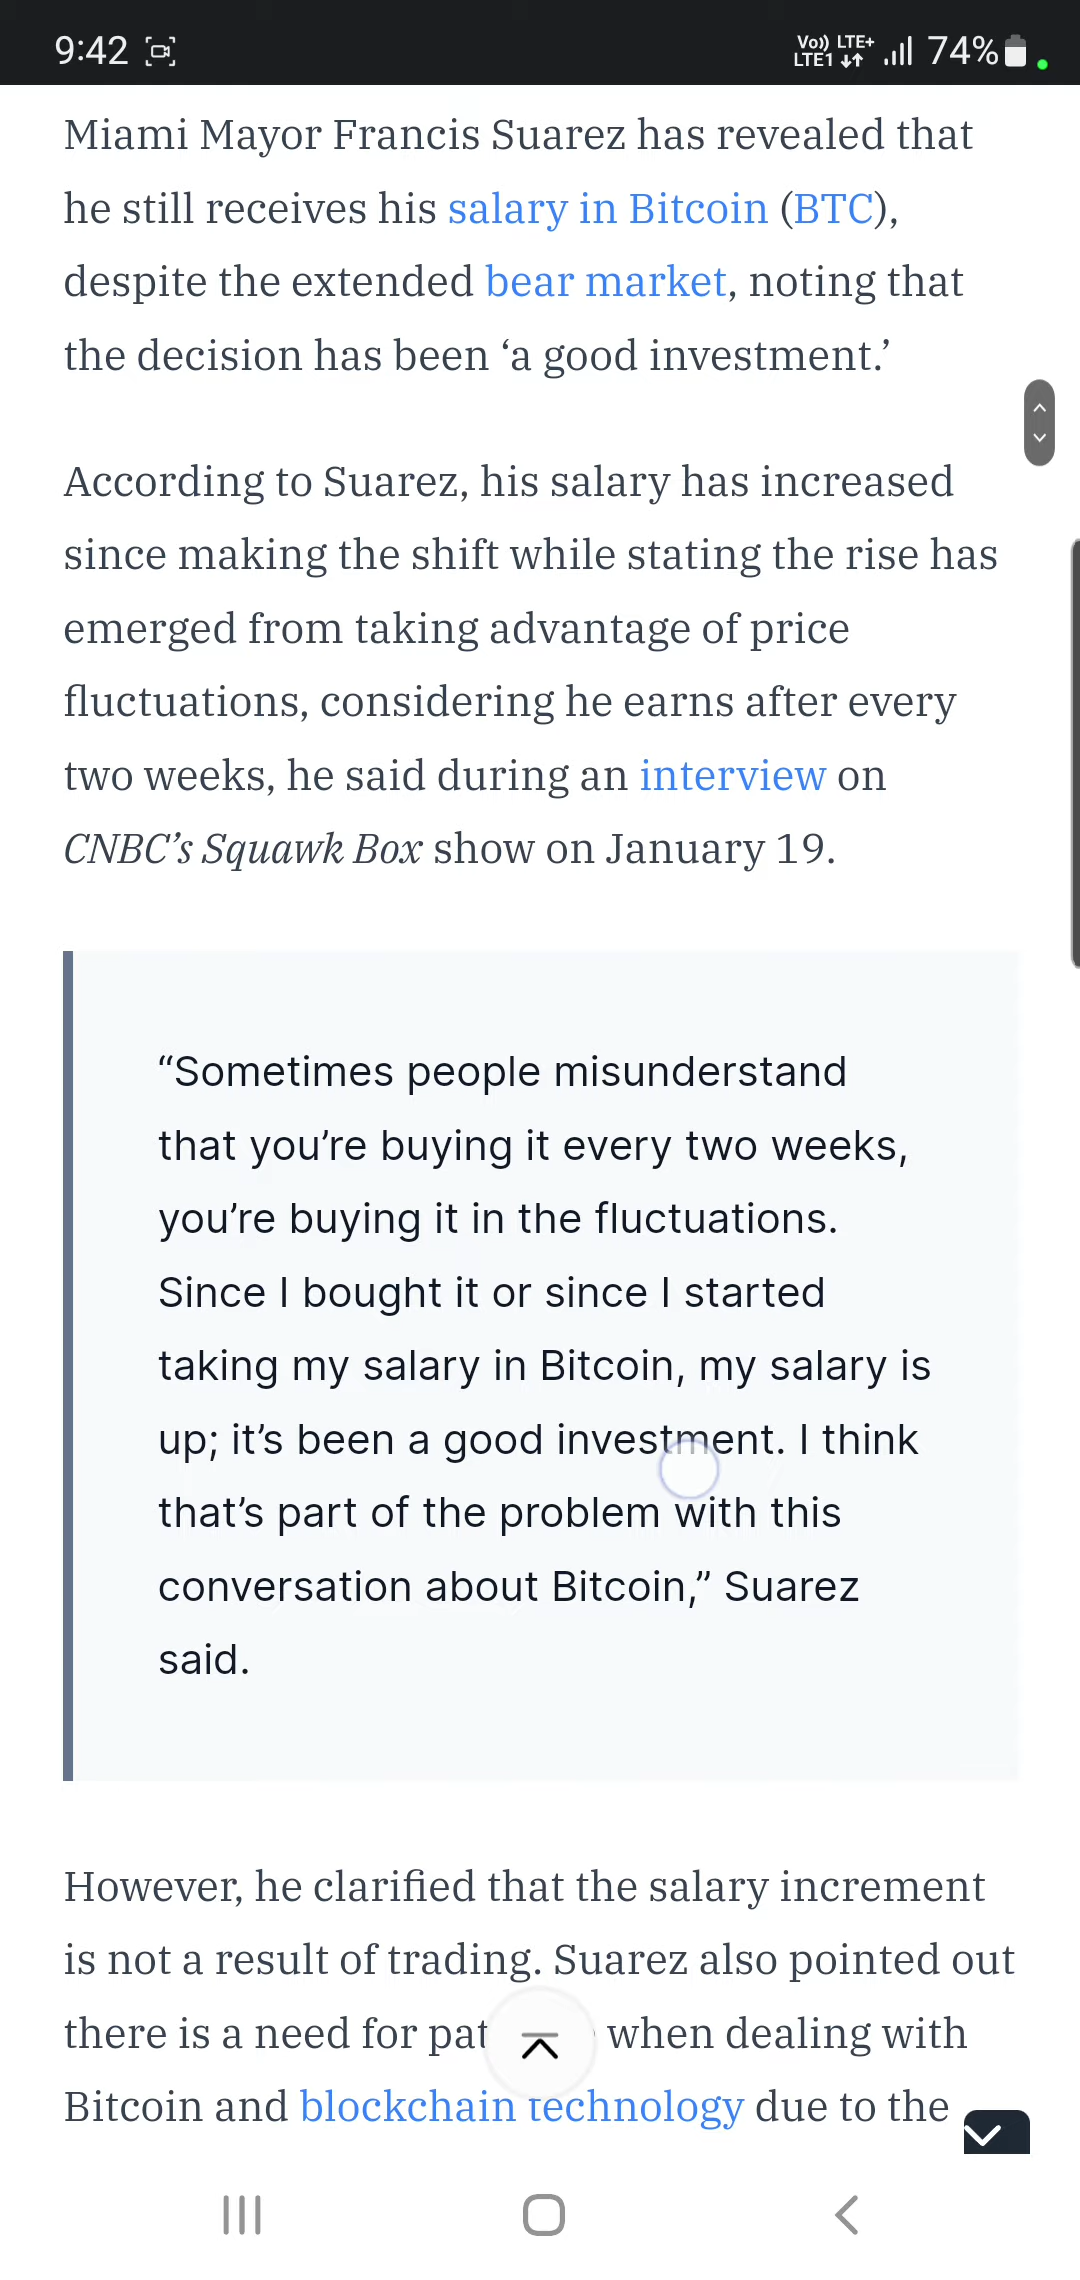 9:42
Vo)) LTE+
LTE1
74%
Miami Mayor Francis Suarez has revealed that
he still receives his salary in Bitcoin (BTC),
despite the extended bear market, noting that
the decision has been ‘a good investment.’
According to Suarez, his salary has increased
since making the shift while stating the rise has
emerged from taking advantage of price
fluctuations, considering he earns after every
two weeks, he said during an interview on
CNBC’s Squawk Box show on January 19.
“Sometimes people misunderstand
that you’re buying it every two weeks,
you’re buying it in the fluctuations.
Since I bought it or since I started
taking my salary in Bitcoin, my salary is
up; it’s been a good investment. I think
that’s part of the problem with this
conversation about Bitcoin,” Suarez
said.
However, he clarified that the salary increment
is not a result of trading. Suarez also pointed out
there is a need for when dealing with
Bitcoin and blockchain technology due to the